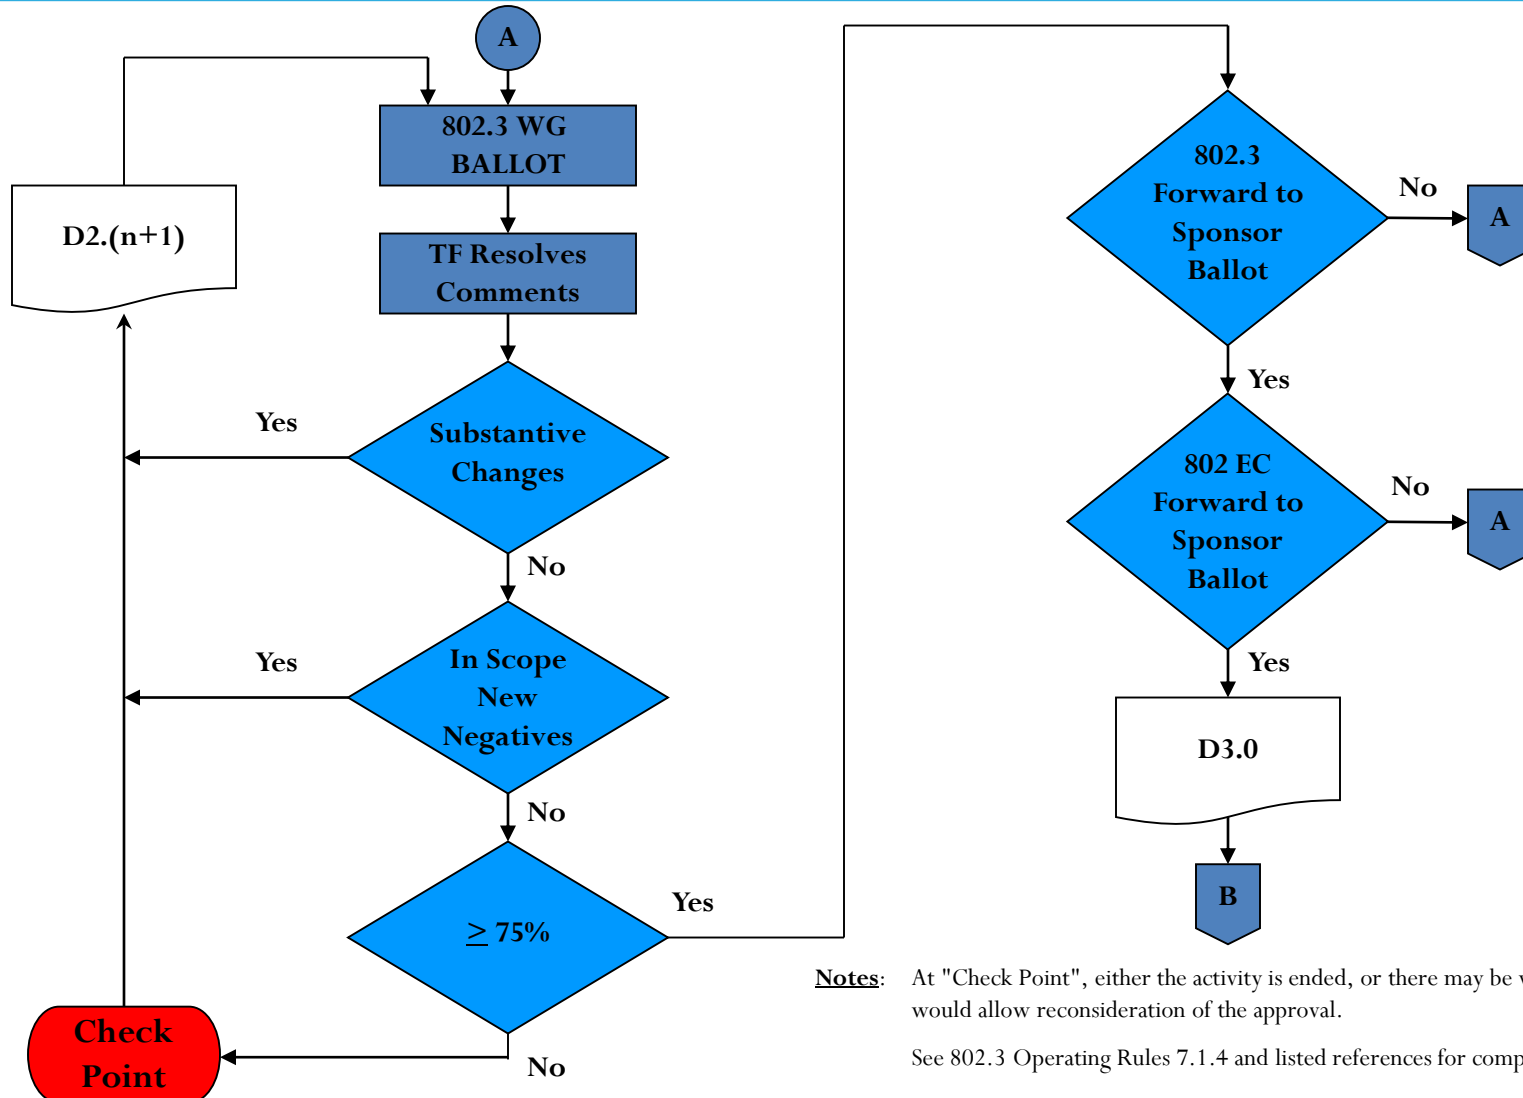 A
802.3 WG
BALLOT
D2.(n+1)
TF Resolves
Comments
Yes
Substantive
Changes
No
Yes
In Scope
New
Negatives
No
≥ 75%
Yes
No
Check
Point
802.3
Forward to
Sponsor
Ballot
No
A
Yes
802 EC
Forward to
Sponsor
Ballot
No
A
Yes
D3.0
B
Notes: At "Check Point", either the activity is ended, or there may be
would allow reconsideration of the approval.
See 802.3 Operating Rules 7.1.4 and listed references for